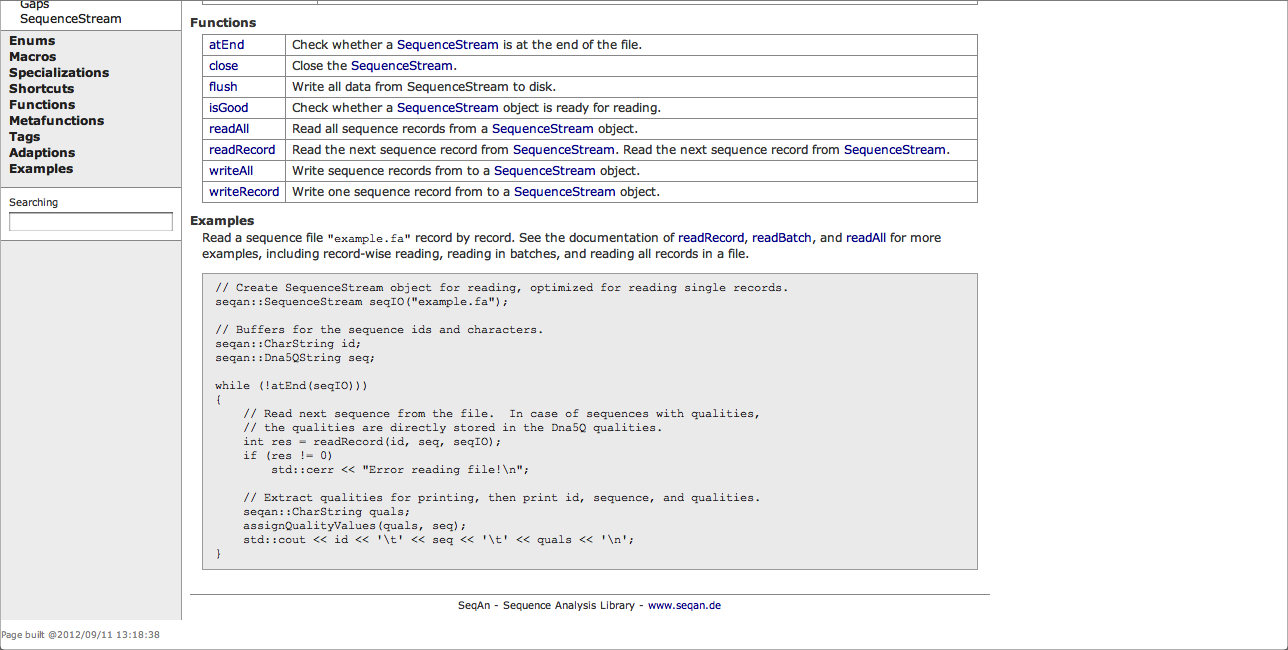 Gaps
SequenceStream
Enums
Macros
Specializations
Shortcuts
Functions
Metafunctions
Tags
Adaptions
Examples
Searching
Functions
atEnd Check whether a SequenceStream is at the end of the file.
close Close the SequenceStream.
flush Write all data from SequenceStream to disk.
isGood Check whether a SequenceStream object is ready for reading.
readAll Read all sequence records from a SequenceStream object.
readRecord Read the next sequence record from SequenceStream. Read the next sequence record from SequenceStream.
writeAll Write sequence records from to a SequenceStream object.
writeRecord Write one sequence record from to a SequenceStream object.
Examples
Read a sequence file "example.fa" record by record. See the documentation of readRecord, readBatch, and readAll for more
examples, including record-wise reading, reading in batches, and reading all records in a file.
// Create SequenceStream object for reading, optimized for reading single records.
seqan::SequenceStream seqIO("example.fa");
// Buffers for the sequence ids and characters.
seqan::CharString id;
seqan::Dna5QString seq;
while (!atEnd(seqIO)))
{
// Read next sequence from the file.  In case of sequences with qualities,
// the qualities are directly stored in the Dna5Q qualities.
int res = readRecord(id, seq, seqIO);
if (res != 0)
std::cerr << "Error reading file!\n";
// Extract qualities for printing, then print id, sequence, and qualities.
seqan::CharString quals;
assignQualityValues(quals, seq);
std::cout << id << '\t' << seq << '\t' << quals << '\n';
}
SeqAn - Sequence Analysis Library - www.seqan.de
Page built @2012/09/11 13:18:38